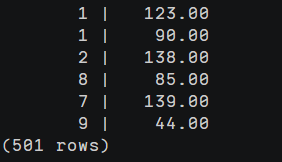 1 | 123.00
1 | 90.00
2 | 138.00
8 | 85.00
7 | 139.00
9 | 44.00
(501 rows)